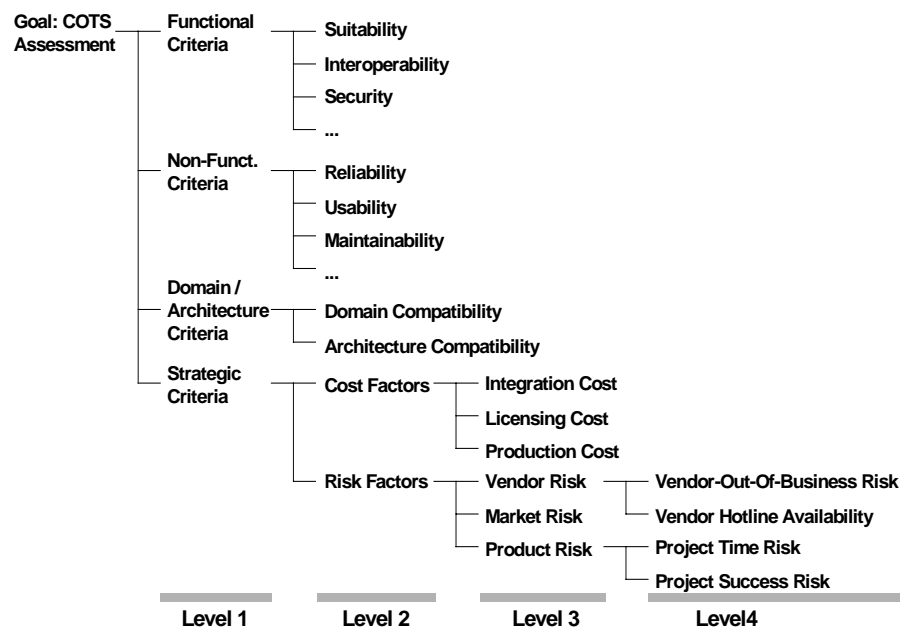 Goal: COTS
Assessment
Functional
Criteria
Suitability
Interoperability
Security
...
Non-Funct.
Criteria
Reliability
Usability
Maintainability
...
Domain /
Architecture
Criteria
Domain Compatibility
Architecture Compatibility
Strategic
Criteria
Cost Factors
Integration Cost
Licensing Cost
Production Cost
Risk Factors
Vendor Risk
Vendor-Out-Of-Business Risk
Vendor Hotline Availability
Market Risk
Product Risk
Project Time Risk
Project Success Risk
Level 1
Level 2
Level 3
Level4